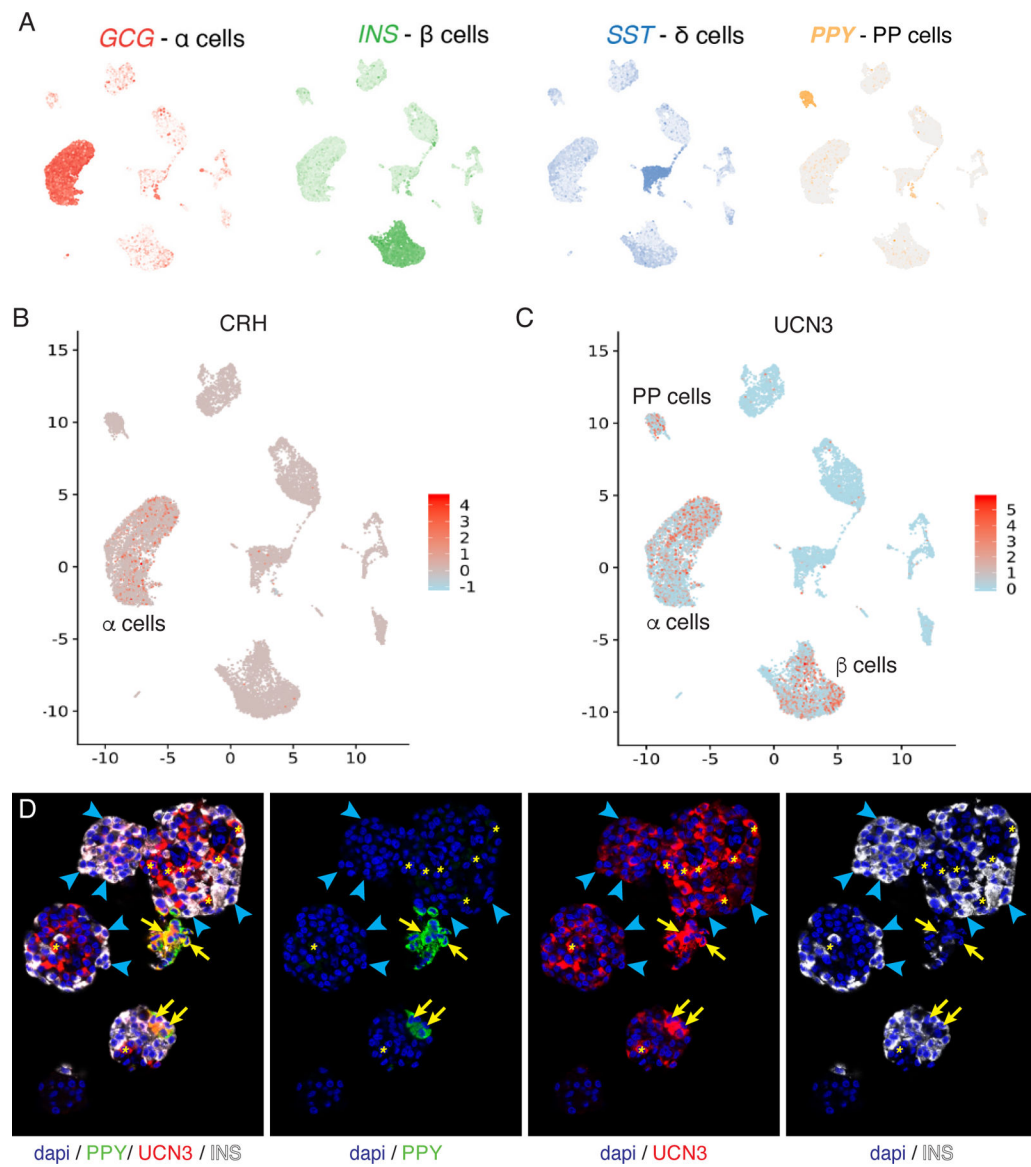 A
GCG - α cells
INS - β cells
SST - δ cells
PPY - PP cells
B
CRH
15
10
5
0
-5
-10
-10
-5
0
5
10
α cells
4
3
2
1
0
-1
C
UCN3
15
10
5
0
-5
-10
-10
-5
0
5
10
PP cells
α cells
β cells
5
4
3
2
1
0
D
dapi / PPY/ UCN3 / INS
dapi / PPY
dapi / UCN3
dapi / INS